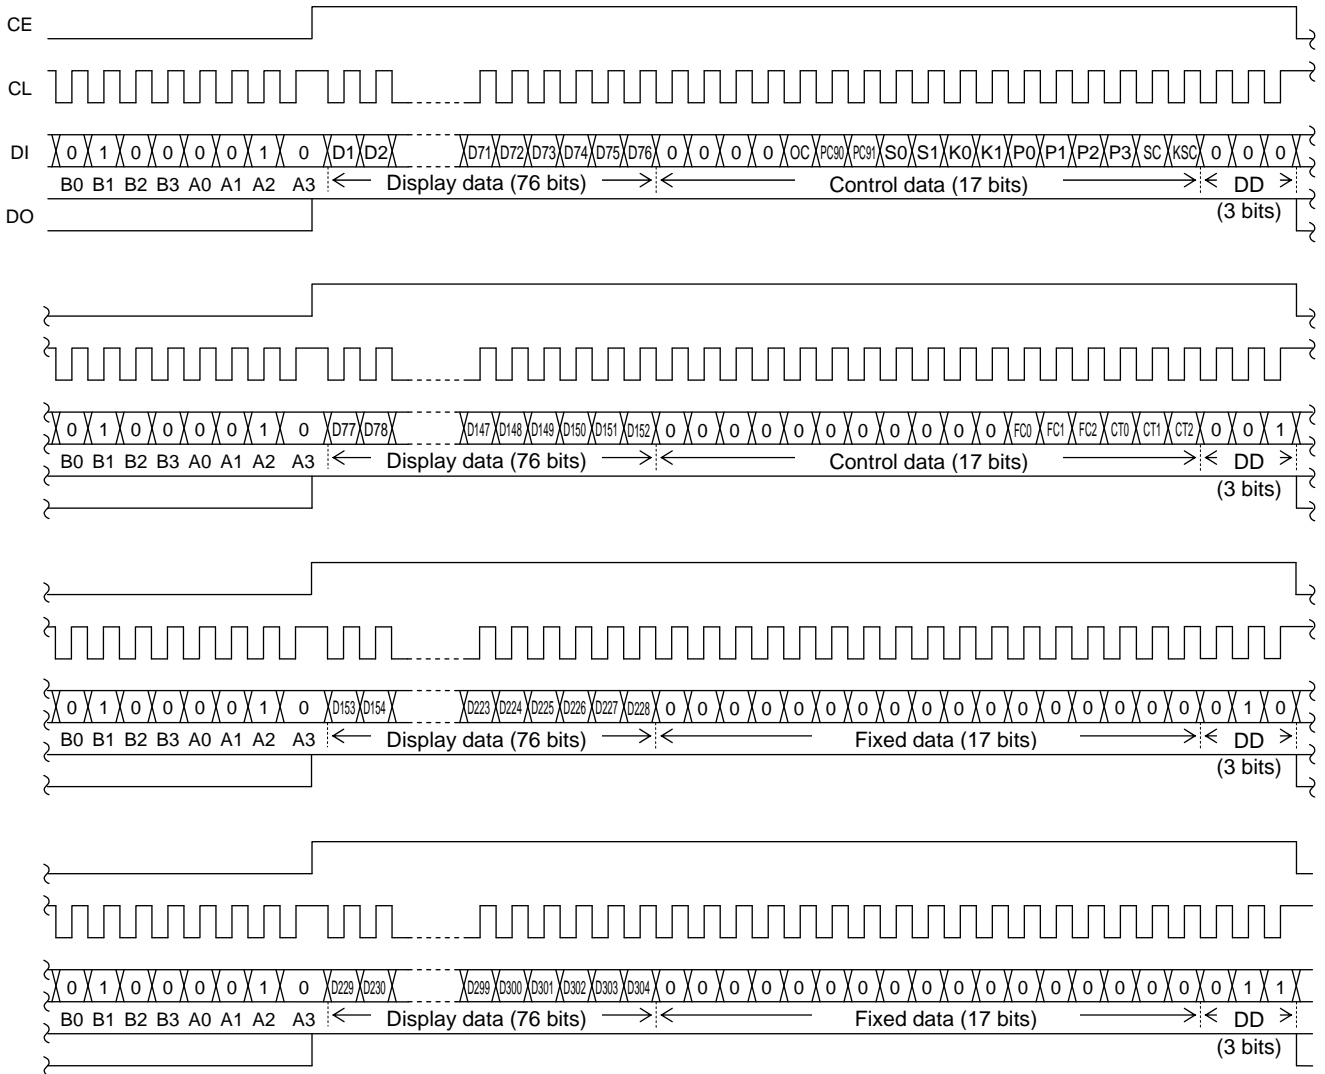 CE
CL
DI 0 1 0 0 0 0 1 0 D1 D2 D71 D72 D73 D74 D75 D76 0 0 0 0 OC PC90 PC91 S0 S1 K0 K1 P0 P1 P2 P3 SC KSC 0 0 0
B0 B1 B2 B3 A0 A1 A2 A3 Display data (76 bits) Control data (17 bits) DD
DO (3 bits)
0 1 0 0 0 0 1 0 D77 D78 D147 D148 D149 D150 D151 D152 0 0 0 0 0 0 0 0 0 0 0 FC0 FC1 FC2 CT0 CT1 CT2 0 0 1
B0 B1 B2 B3 A0 A1 A2 A3 Display data (76 bits) Control data (17 bits) DD
(3 bits)
0 1 0 0 0 0 1 0 D153 D154 D223 D224 D225 D226 D227 D228 0 0 0 0 0 0 0 0 0 0 0 0 0 0 0 0 0 0 1 0
B0 B1 B2 B3 A0 A1 A2 A3 Display data (76 bits) Fixed data (17 bits) DD
(3 bits)
0 1 0 0 0 0 1 0 D229 D230 D299 D300 D301 D302 D303 D304 0 0 0 0 0 0 0 0 0 0 0 0 0 0 0 0 0 0 1 1
B0 B1 B2 B3 A0 A1 A2 A3 Display data (76 bits) Fixed data (17 bits) DD
(3 bits)